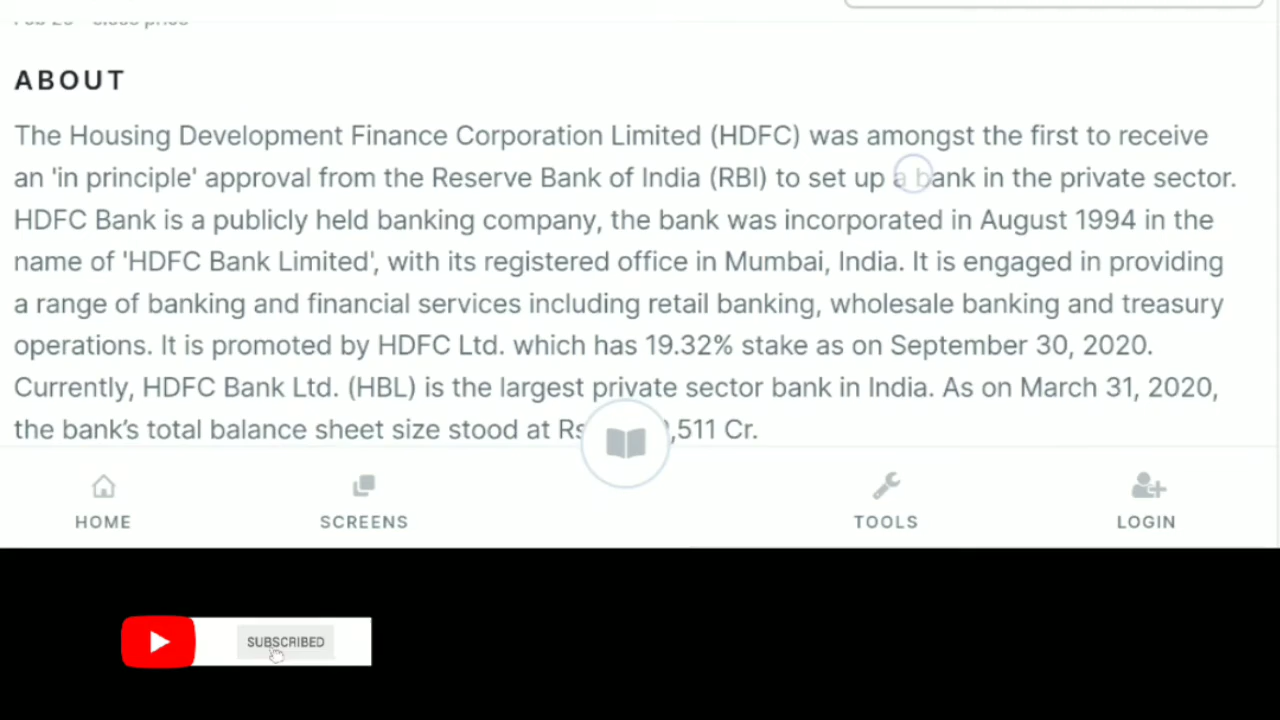 ABOUT
The Housing Development Finance Corporation Limited (HDFC) was amongst the first to receive
an 'in principle' approval from the Reserve Bank of India (RBI) to set up a bank in the private sector.
HDFC Bank is a publicly held banking company, the bank was incorporated in August 1994 in the
name of 'HDFC Bank Limited', with its registered office in Mumbai, India. It is engaged in providing
a range of banking and financial services including retail banking, wholesale banking and treasury
operations. It is promoted by HDFC Ltd. which has 19.32% stake as on September 30, 2020.
Currently, HDFC Bank Ltd. (HBL) is the largest private sector bank in India. As on March 31, 2020,
the bank’s total balance sheet size stood at Rs ,511 Cr.
HOME
SCREENS
TOOLS
LOGIN
SUBSCRIBED